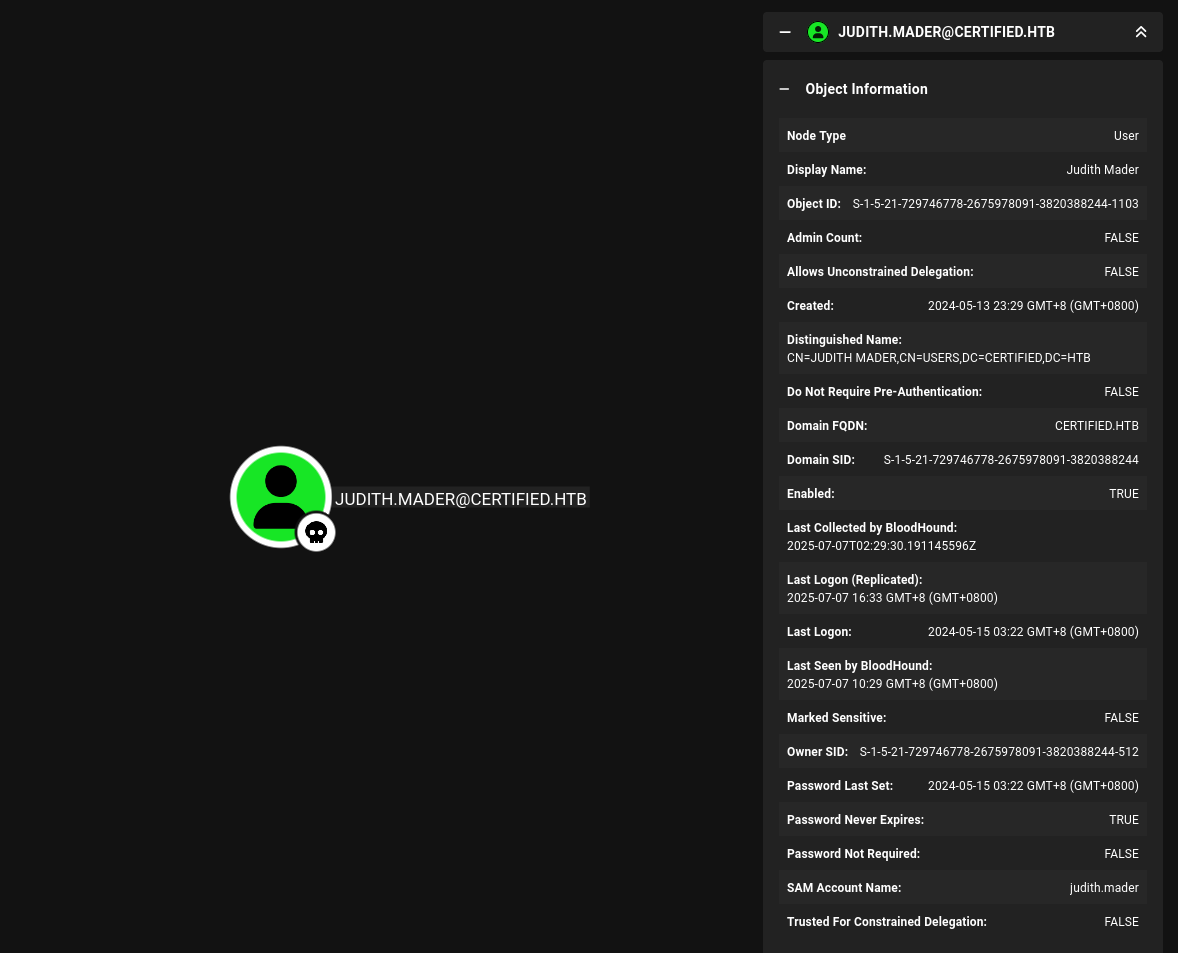 JUDITH.MADER@CERTIFIED.HTB
JUDITH.MADER@CERTIFIED.HTB
Object Information
Node Type User
Display Name: Judith Mader
Object ID: S-1-5-21-729746778-2675978091-3820388244-1103
Admin Count: FALSE
Allows Unconstrained Delegation: FALSE
Created: 2024-05-13 23:29 GMT+8 (GMT+0800)
Distinguished Name:
CN=JUDITH MADER,CN=USERS,DC=CERTIFIED,DC=HTB
Do Not Require Pre-Authentication: FALSE
Domain FQDN: CERTIFIED.HTB
Domain SID: S-1-5-21-729746778-2675978091-3820388244
Enabled: TRUE
Last Collected by BloodHound:
2025-07-07T02:29:30.191145596Z
Last Logon (Replicated):
2025-07-07 16:33 GMT+8 (GMT+0800)
Last Logon: 2024-05-15 03:22 GMT+8 (GMT+0800)
Last Seen by BloodHound:
2025-07-07 10:29 GMT+8 (GMT+0800)
Marked Sensitive: FALSE
Owner SID: S-1-5-21-729746778-2675978091-3820388244-512
Password Last Set: 2024-05-15 03:22 GMT+8 (GMT+0800)
Password Never Expires: TRUE
Password Not Required: FALSE
SAM Account Name: judith.mader
Trusted For Constrained Delegation: FALSE